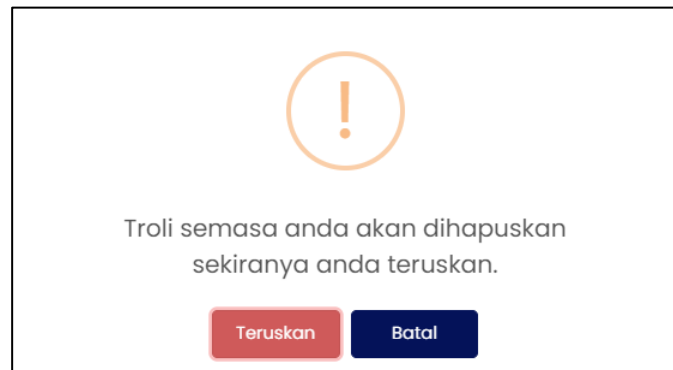 Troli semasa anda akan dihapuskan
sekiranya anda teruskan.
Teruskan
Batal